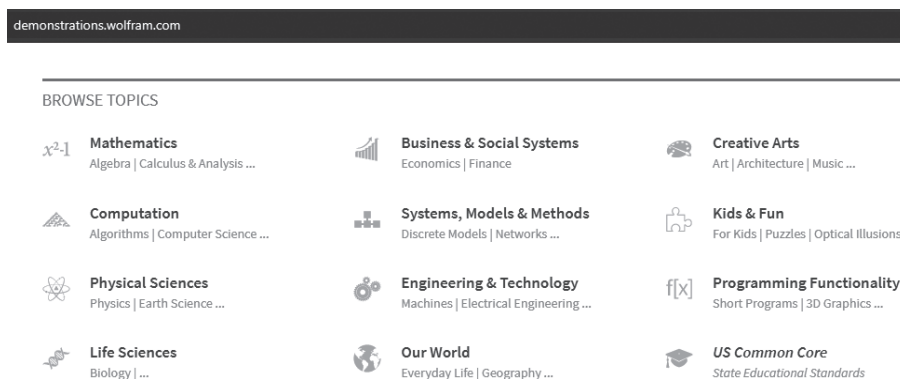 demonstrations.wolfram.com
BROWSE TOPICS
x²-1
Mathematics
Algebra | Calculus & Analysis ...
Business & Social Systems
Economics | Finance
Creative Arts
Art | Architecture | Music ...
Computation
Algorithms | Computer Science ...
Systems, Models & Methods
Discrete Models | Networks ...
Kids & Fun
For Kids | Puzzles | Optical Illusions
Physical Sciences
Physics | Earth Science ...
Engineering & Technology
Machines | Electrical Engineering ...
f[x]
Programming Functionality
Short Programs | 3D Graphics ...
Life Sciences
Biology | ...
Our World
Everyday Life | Geography ...
US Common Core
State Educational Standards